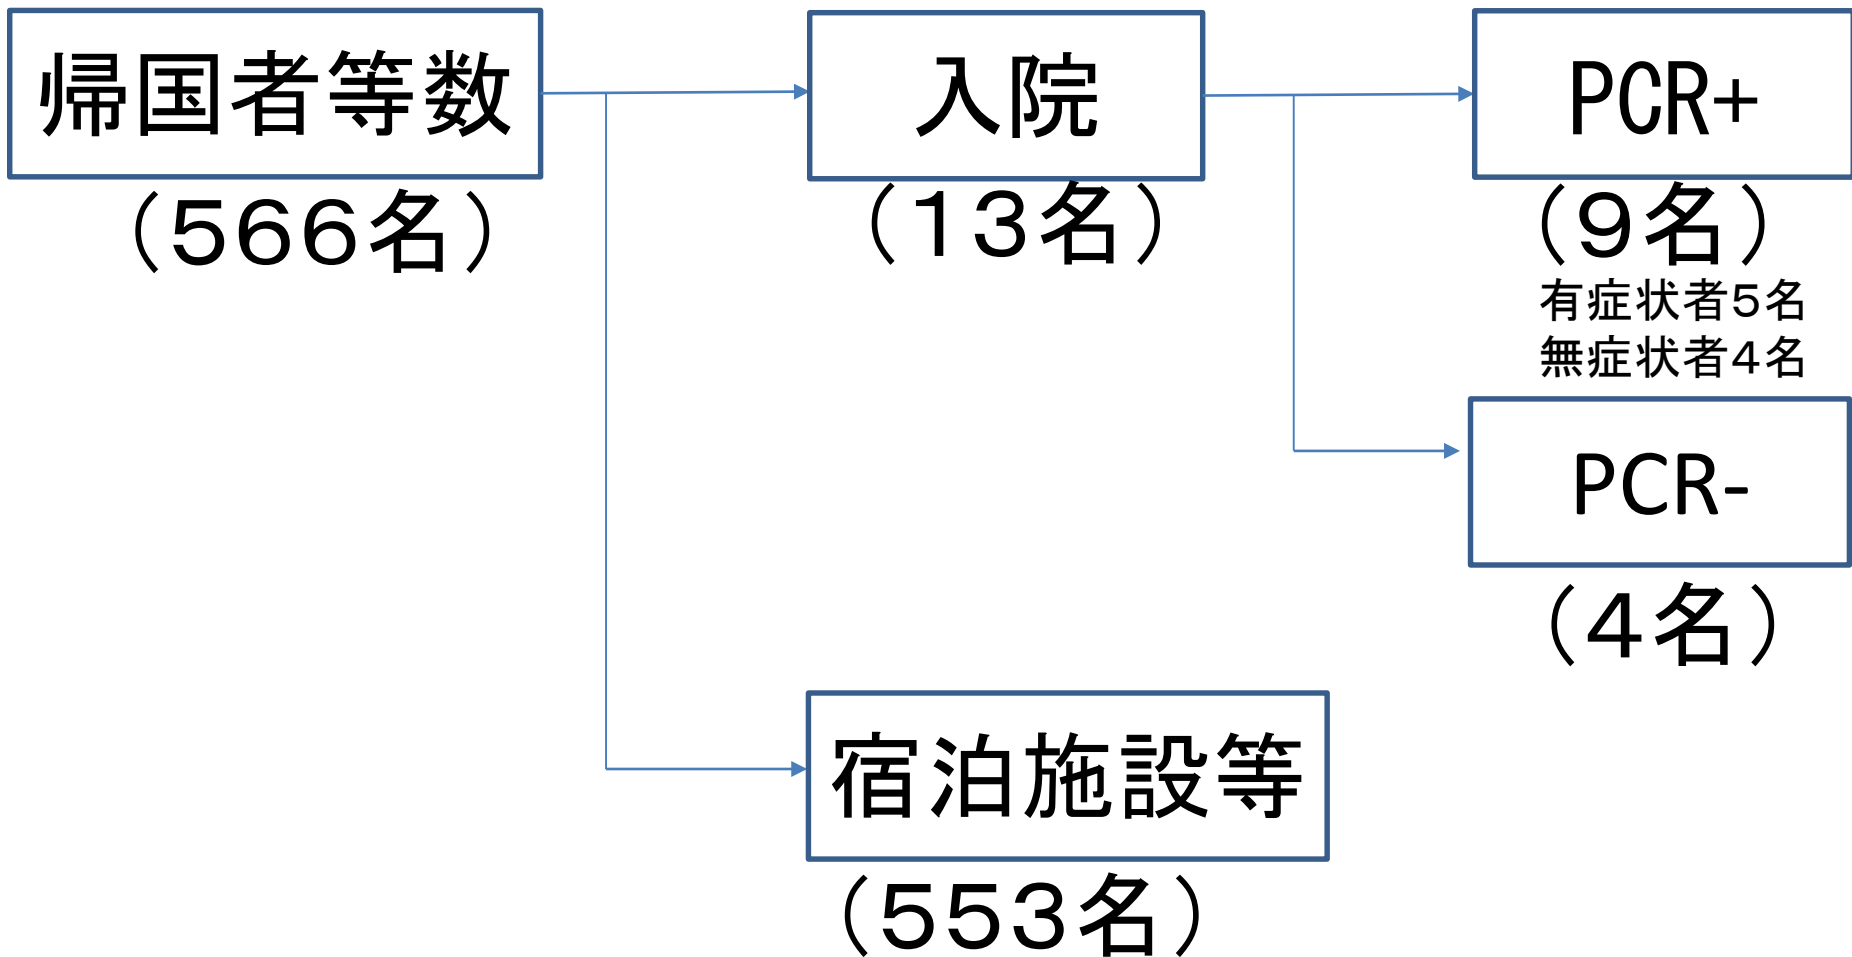 帰国者等数
（５６６名）
入院
（１３名）
PCR+
（９名）
有症状者５名
無症状者４名
PCR-
（４名）
宿泊施設等
（５５３名）